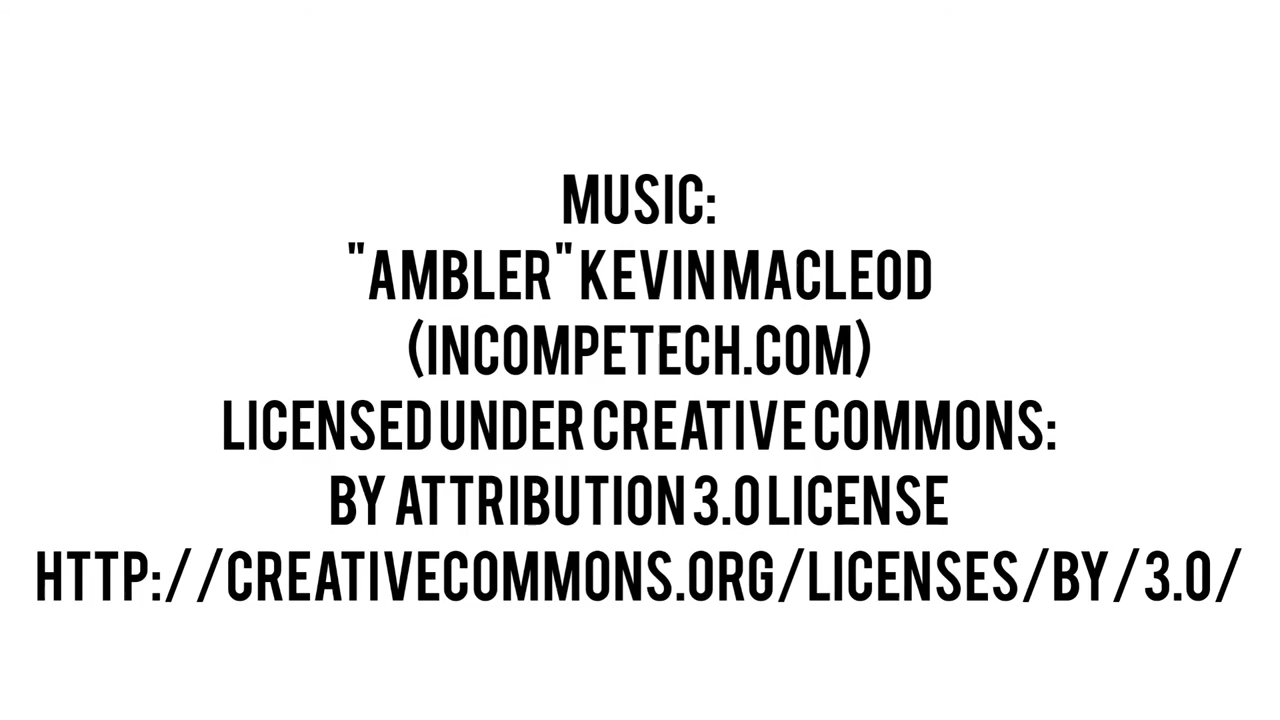 MUSIC:
"AMBLER" KEVIN MACLEOD
(INCOMPETECH.COM)
LICENSED UNDER CREATIVE COMMONS:
BY ATTRIBUTION 3.0 LICENSE
HTTP://CREATIVECOMMONS.ORG/LICENSES/BY/3.0/